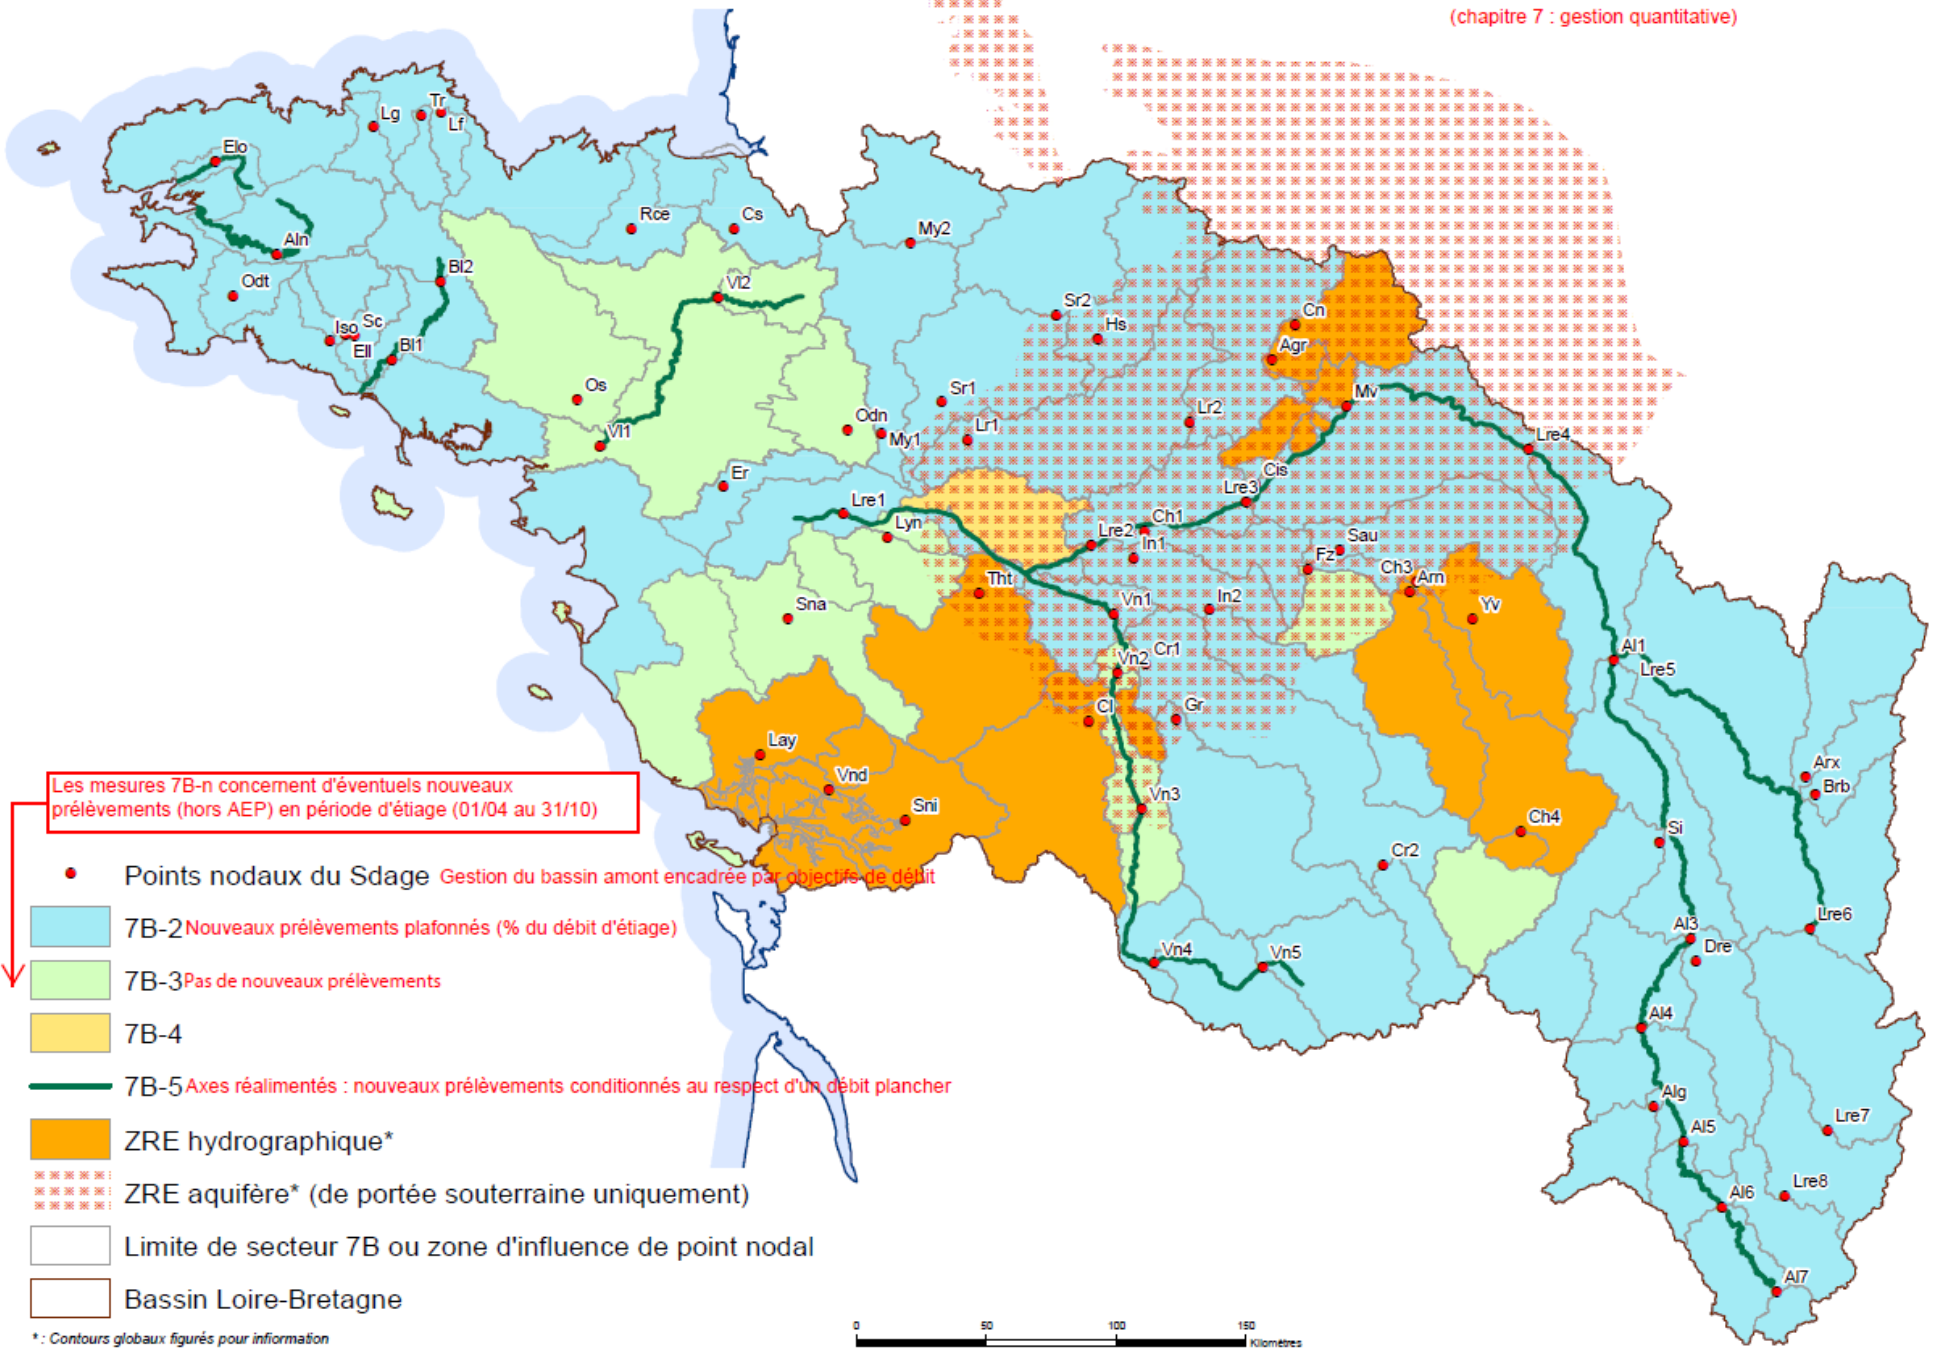 (chapitre 7 : gestion quantitative)
Tr
Lg
Lf
Elo
Rce
Cs
My2
Aln
Bl2
Odt
Vl2
Sr2
Cn
Iso
Sc
Hs
Ell
Bl1
Agr
Os
Sr1
Mv
Odn
Lr2
Vl1
My1
Lr1
Lre4
Er
Cis
Lre3
Lre1
Lyn
Ch1
Lre2
In1
Sau
Fz
Ch3
Arn
Tht
Sna
Vn1
In2
Yv
Cr1
Vn2
Al1
Lre5
Cl
Gr
Lay
Vnd
Arx
Brb
Vn3
Sni
Ch4
Si
Cr2
Lre6
Al3
Dre
Vn4
Vn5
Al4
Alg
Lre7
Al5
Lre8
Al6
Al7
Les mesures 7B-n concernent d'éventuels nouveaux
prélèvements (hors AEP) en période d'étiage (01/04 au 31/10)
Points nodaux du Sdage Gestion du bassin amont encadrée par objectifs de débit
7B-2 Nouveaux prélèvements plafonnés (% du débit d'étiage)
7B-3 Pas de nouveaux prélèvements
7B-4
7B-5 Axes réalimentés : nouveaux prélèvements conditionnés au respect d'un débit plancher
ZRE hydrographique*
ZRE aquifère* (de portée souterraine uniquement)
Limite de secteur 7B ou zone d'influence de point nodal
Bassin Loire-Bretagne
* : Contours globaux figurés pour information
0 50 100 150
Kilomètres